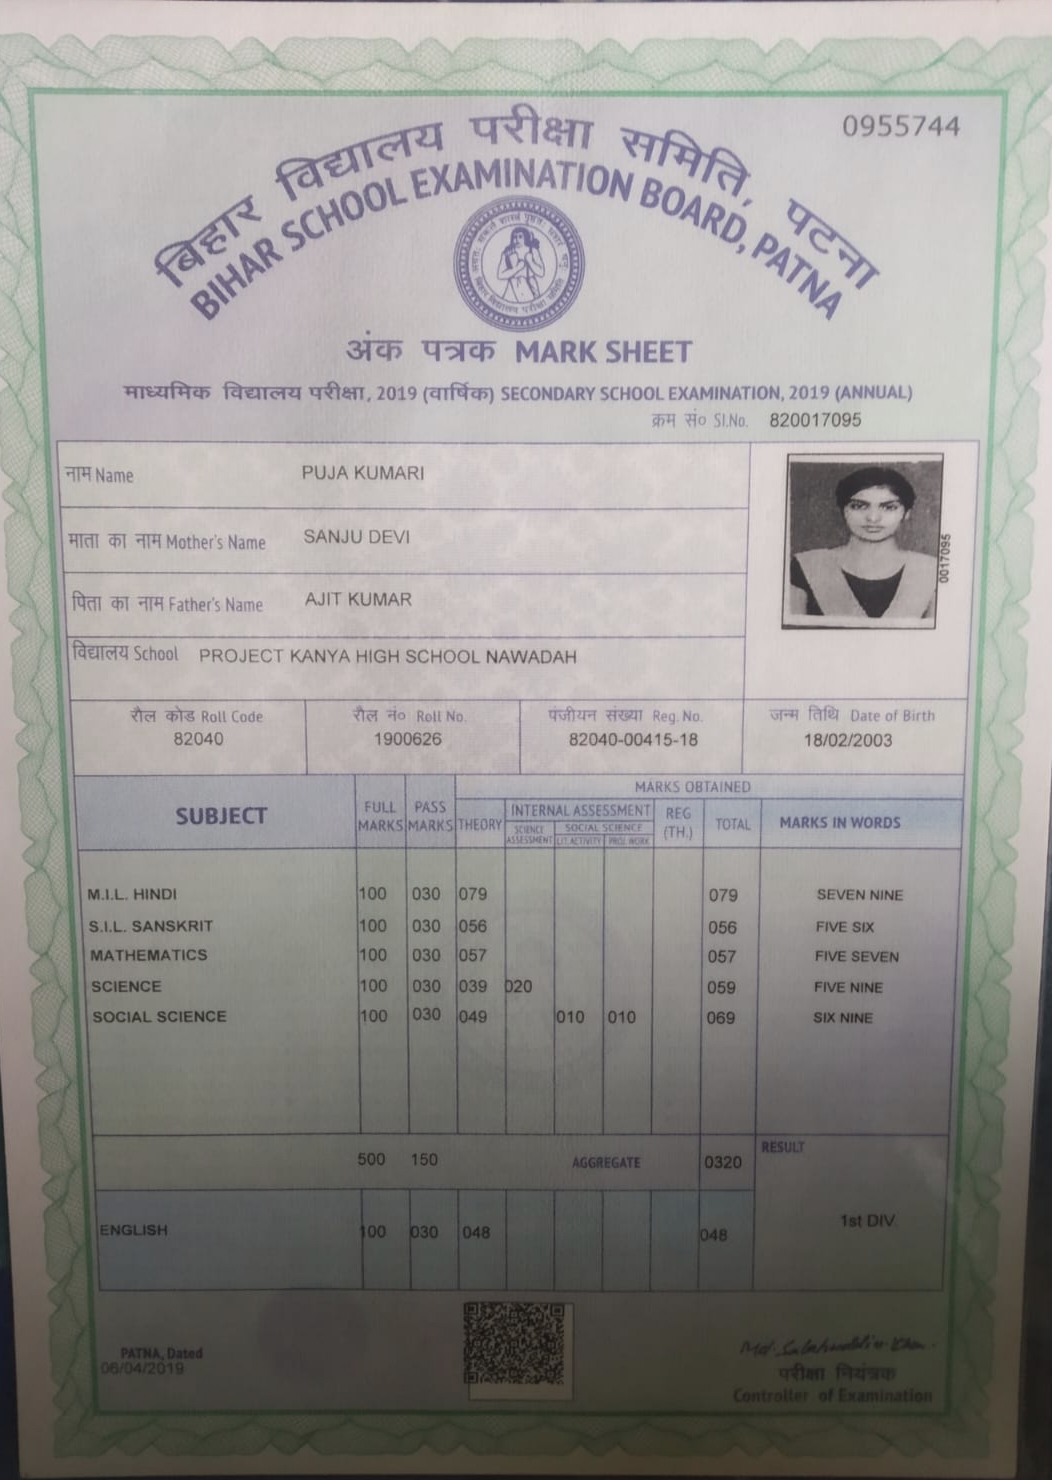 0955744
बिहार विद्यालय परीक्षा समिति, पटना
BIHAR SCHOOL EXAMINATION BOARD, PATNA
अंक पत्रक MARK SHEET
माध्यमिक विद्यालय परीक्षा, 2019 (वार्षिक) SECONDARY SCHOOL EXAMINATION, 2019 (ANNUAL)
क्रम सं० Sl.No. 820017095
नाम Name PUJA KUMARI
माता का नाम Mother's Name SANJU DEVI
0017095
पिता का नाम Father's Name AJIT KUMAR
विद्यालय School PROJECT KANYA HIGH SCHOOL NAWADAH
रौल कोड Roll Code रौल नं० Roll No. पंजीयन संख्या Reg. No. जन्म तिथि Date of Birth
82040 1900626 82040-00415-18 18/02/2003
SUBJECT FULL MARKS PASS MARKS MARKS OBTAINED
THEORY INTERNAL ASSESSMENT REG (TH.) TOTAL MARKS IN WORDS
SCIENCE ASSESSMENT SOCIAL SCIENCE
LIT. ACTIVITY PROJ. WORK
M.I.L. HINDI 100 030 079 079 SEVEN NINE
S.I.L. SANSKRIT 100 030 056 056 FIVE SIX
MATHEMATICS 100 030 057 057 FIVE SEVEN
SCIENCE 100 030 039 020 059 FIVE NINE
SOCIAL SCIENCE 100 030 049 010 010 069 SIX NINE
500 150 AGGREGATE 0320 RESULT
ENGLISH 100 030 048 048 1st DIV.
PATNA, Dated
06/04/2019
परीक्षा नियंत्रक
Controller of Examination